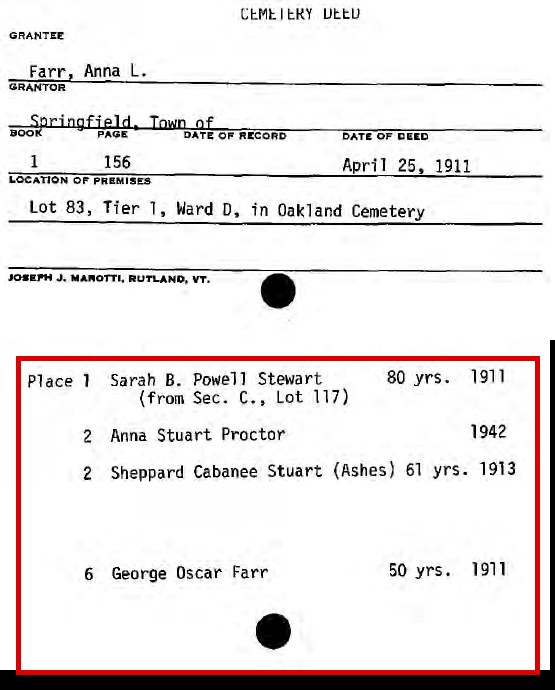 CEMETERY DEED
GRANTEE
Farr, Anna L.
GRANTOR
Springfield, Town of
BOOK PAGE DATE OF RECORD DATE OF DEED
1 156 April 25, 1911
LOCATION OF PREMISES
Lot 83, Tier 1, Ward D, in Oakland Cemetery
JOSEPH J. MAROTTI, RUTLAND, VT.
Place 1 Sarah B. Powell Stewart 80 yrs. 1911
(from Sec. C., Lot 117)
2 Anna Stuart Proctor 1942
2 Sheppard Cabanee Stuart (Ashes) 61 yrs. 1913
6 George Oscar Farr 50 yrs. 1911